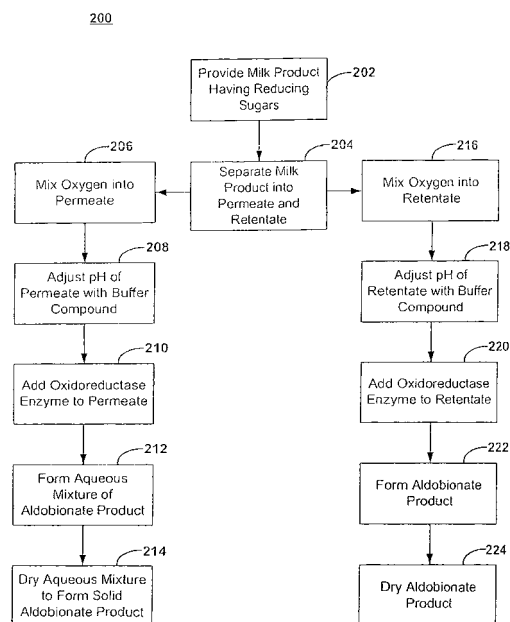 200
Provide Milk Product
Having Reducing
Sugars
202
204
Separate Milk
Product into
Permeate and
Retentate
206
Mix Oxygen into
Permeate
208
Adjust pH of
Permeate with Buffer
Compound
210
Add Oxidoreductase
Enzyme to Permeate
212
Form Aqueous
Mixture of
Aldobionate Product
214
Dry Aqueous Mixture
to Form Solid
Aldobionate Product
216
Mix Oxygen into
Retentate
218
Adjust pH of
Retentate with Buffer
Compound
220
Add Oxidoreductase
Enzyme to Retentate
222
Form Aldobionate
Product
224
Dry Aldobionate
Product